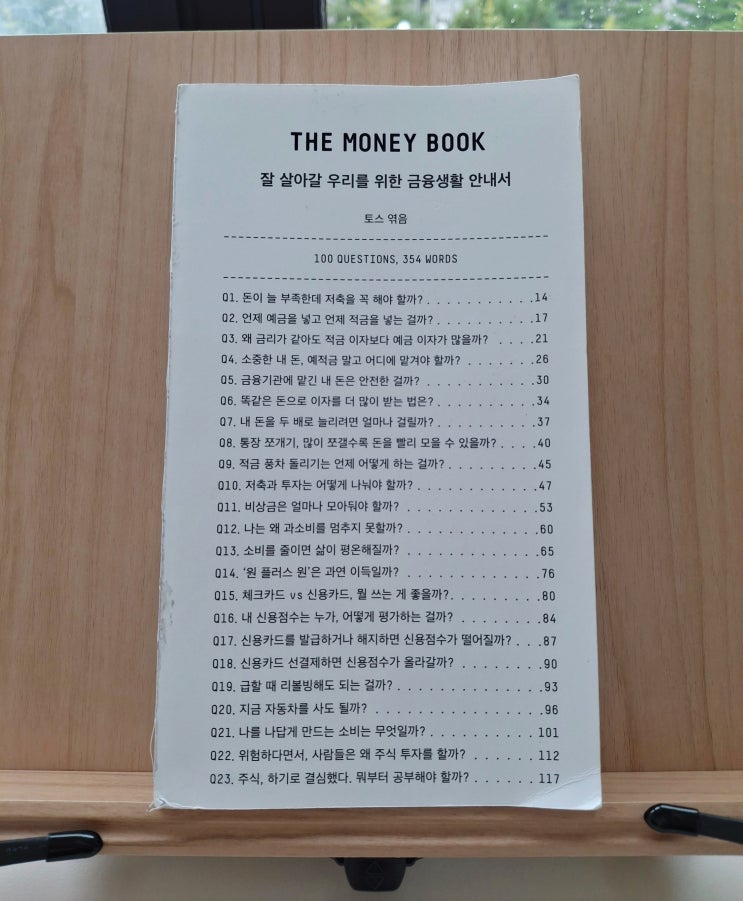 THE MONEY BOOK
잘 살아갈 우리를 위한 금융생활 안내서
토스 엮음
100 QUESTIONS, 354 WORDS
Q1. 돈이 늘 부족한데 저축을 꼭 해야 할까? . . . . . . . . . . .14
Q2. 언제 예금을 넣고 언제 적금을 넣는 걸까? . . . . . . . . . .17
Q3. 왜 금리가 같아도 적금 이자보다 예금 이자가 많을까? . . . .21
Q4. 소중한 내 돈, 예적금 말고 어디에 맡겨야 할까? . . . . . . .26
Q5. 금융기관에 맡긴 내 돈은 안전한 걸까? . . . . . . . . . . .30
Q6. 똑같은 돈으로 이자를 더 많이 받는 법은? . . . . . . . . . .34
Q7. 내 돈을 두 배로 늘리려면 얼마나 걸릴까? . . . . . . . . . .37
Q8. 통장 쪼개기, 많이 쪼갤수록 돈을 빨리 모을 수 있을까? . . . .40
Q9. 적금 풍차 돌리기는 언제 어떻게 하는 걸까? . . . . . . . . .45
Q10. 저축과 투자는 어떻게 나눠야 할까? . . . . . . . . . . . .47
Q11. 비상금은 얼마나 모아둬야 할까? . . . . . . . . . . . . .53
Q12. 나는 왜 과소비를 멈추지 못할까? . . . . . . . . . . . . .60
Q13. 소비를 줄이면 삶이 평온해질까? . . . . . . . . . . . . .65
Q14. ‘원 플러스 원’은 과연 이득일까? . . . . . . . . . . . . .76
Q15. 체크카드 vs 신용카드, 뭘 쓰는 게 좋을까?. . . . . . . . .80
Q16. 내 신용점수는 누가, 어떻게 평가하는 걸까? . . . . . . . .84
Q17. 신용카드를 발급하거나 해지하면 신용점수가 떨어질까? . . .87
Q18. 신용카드 선결제하면 신용점수가 올라갈까? . . . . . . . .90
Q19. 급할 때 리볼빙해도 되는 걸까? . . . . . . . . . . . . . .93
Q20. 지금 자동차를 사도 될까? . . . . . . . . . . . . . . . .96
Q21. 나를 나답게 만드는 소비는 무엇일까? . . . . . . . . . . 101
Q22. 위험하다면서, 사람들은 왜 주식 투자를 할까? . . . . . . . 112
Q23. 주식, 하기로 결심했다. 뭐부터 공부해야 할까? . . . . . . . 117